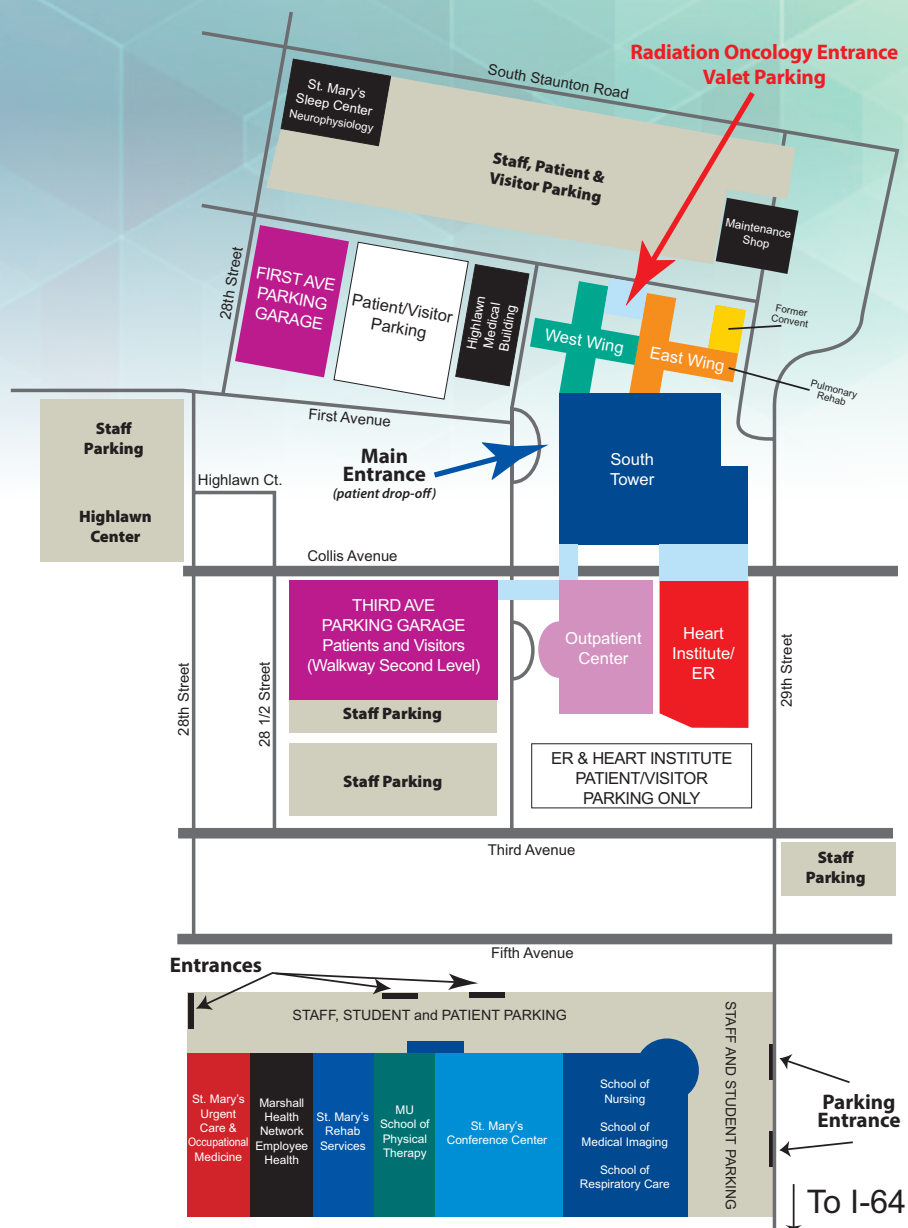 Radiation Oncology Entrance
Valet Parking
South Staunton Road
St. Mary's
Sleep Center
Neurophysiology
Staff, Patient &
Visitor Parking
Maintenance
Shop
28th Street
FIRST AVE
PARKING
GARAGE
Patient/Visitor
Parking
Highlawn
Medical
Building
West Wing
East Wing
Former
Convent
Pulmonary
Rehab
First Avenue
Staff
Parking
Highlawn
Center
Highlawn Ct.
Main
Entrance
(patient drop-off)
South
Tower
Collis Avenue
THIRD AVE
PARKING GARAGE
Patients and Visitors
(Walkway Second Level)
Staff Parking
Staff Parking
Outpatient
Center
Heart
Institute/
ER
28th Street
28 1/2 Street
29th Street
ER & HEART INSTITUTE
PATIENT/VISITOR
PARKING ONLY
Third Avenue
Staff
Parking
Fifth Avenue
Entrances
STAFF, STUDENT and PATIENT PARKING
STAFF AND STUDENT PARKING
St. Mary's
Urgent
Care &
Occupational
Medicine
Marshall
Health
Network
Employee
Health
St. Mary's
Rehab
Services
MU
School of
Physical
Therapy
St. Mary's
Conference Center
School of
Nursing
School of
Medical Imaging
School of
Respiratory Care
Parking
Entrance
To I-64